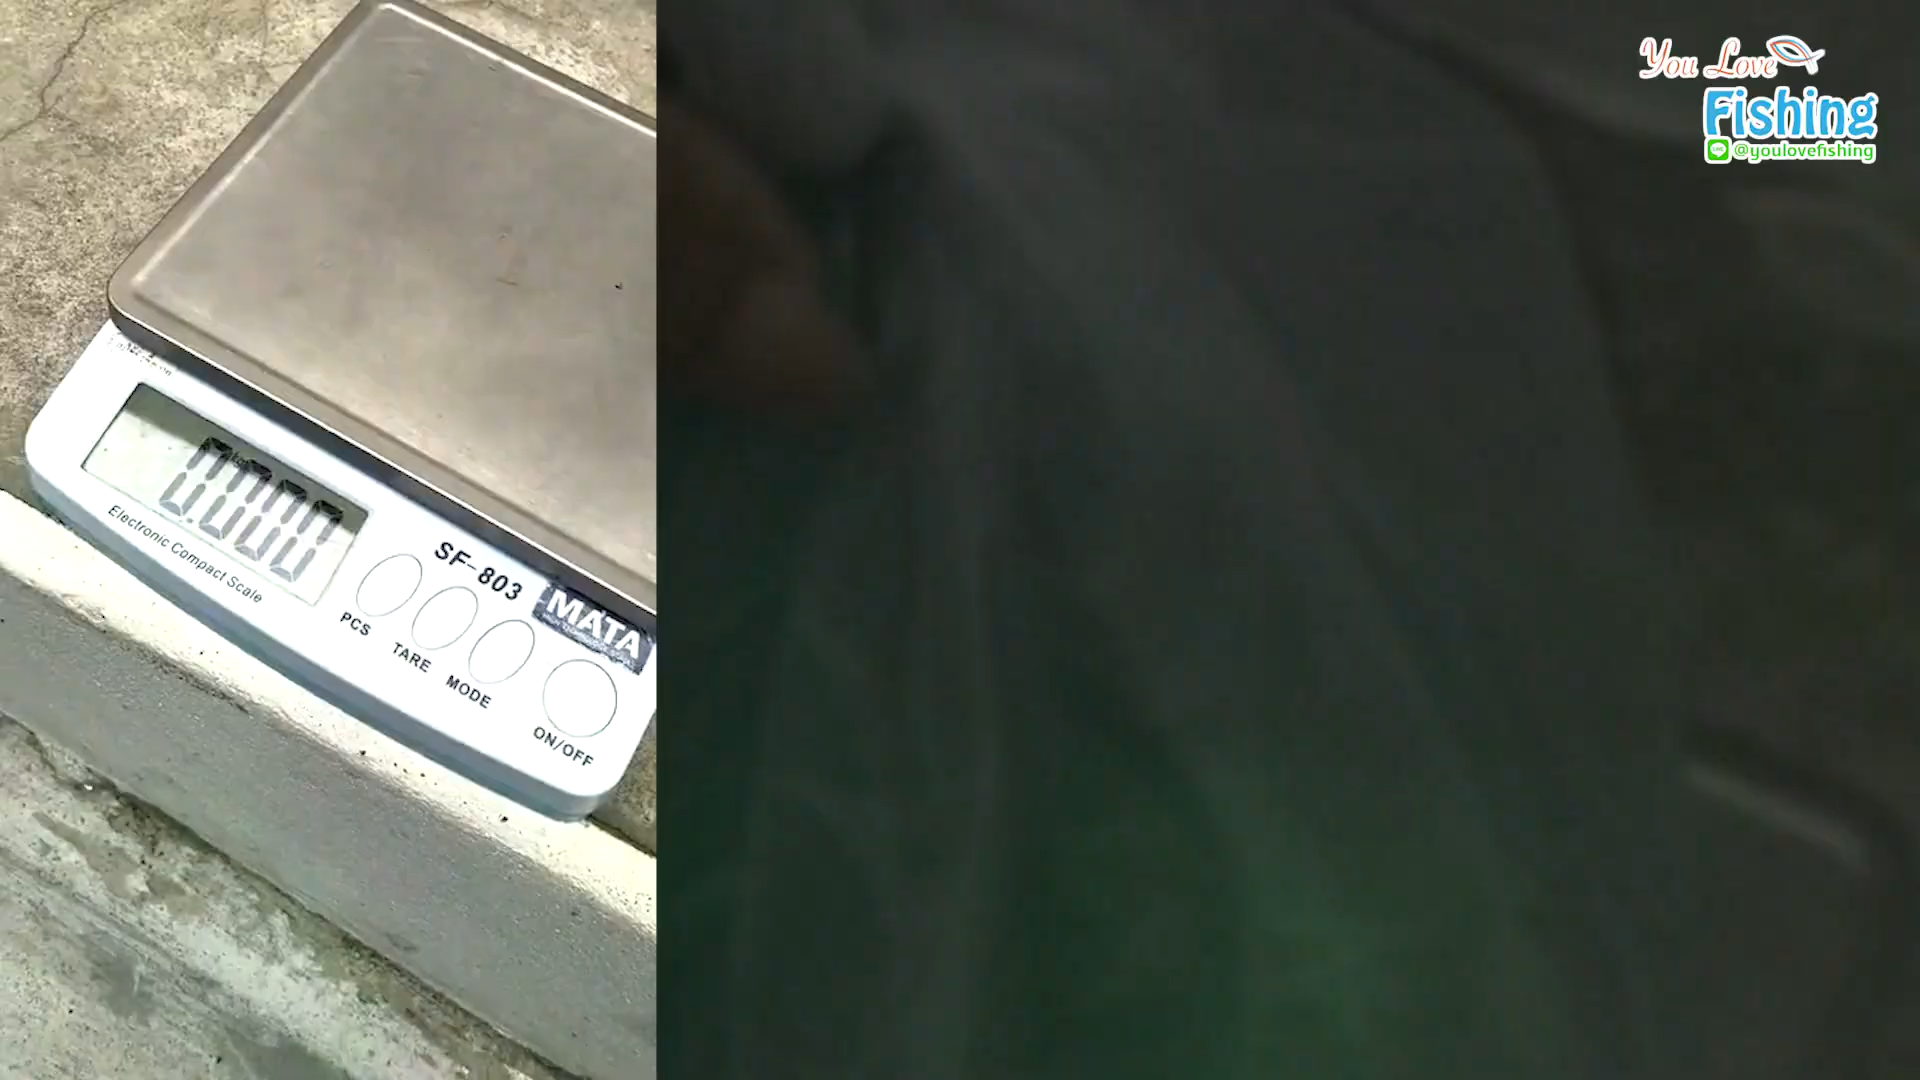 0.000
Electronic Compact Scale
SF-803
MATA
PCS
TARE
MODE
ON/OFF
You Love
Fishing
@youlovefishing